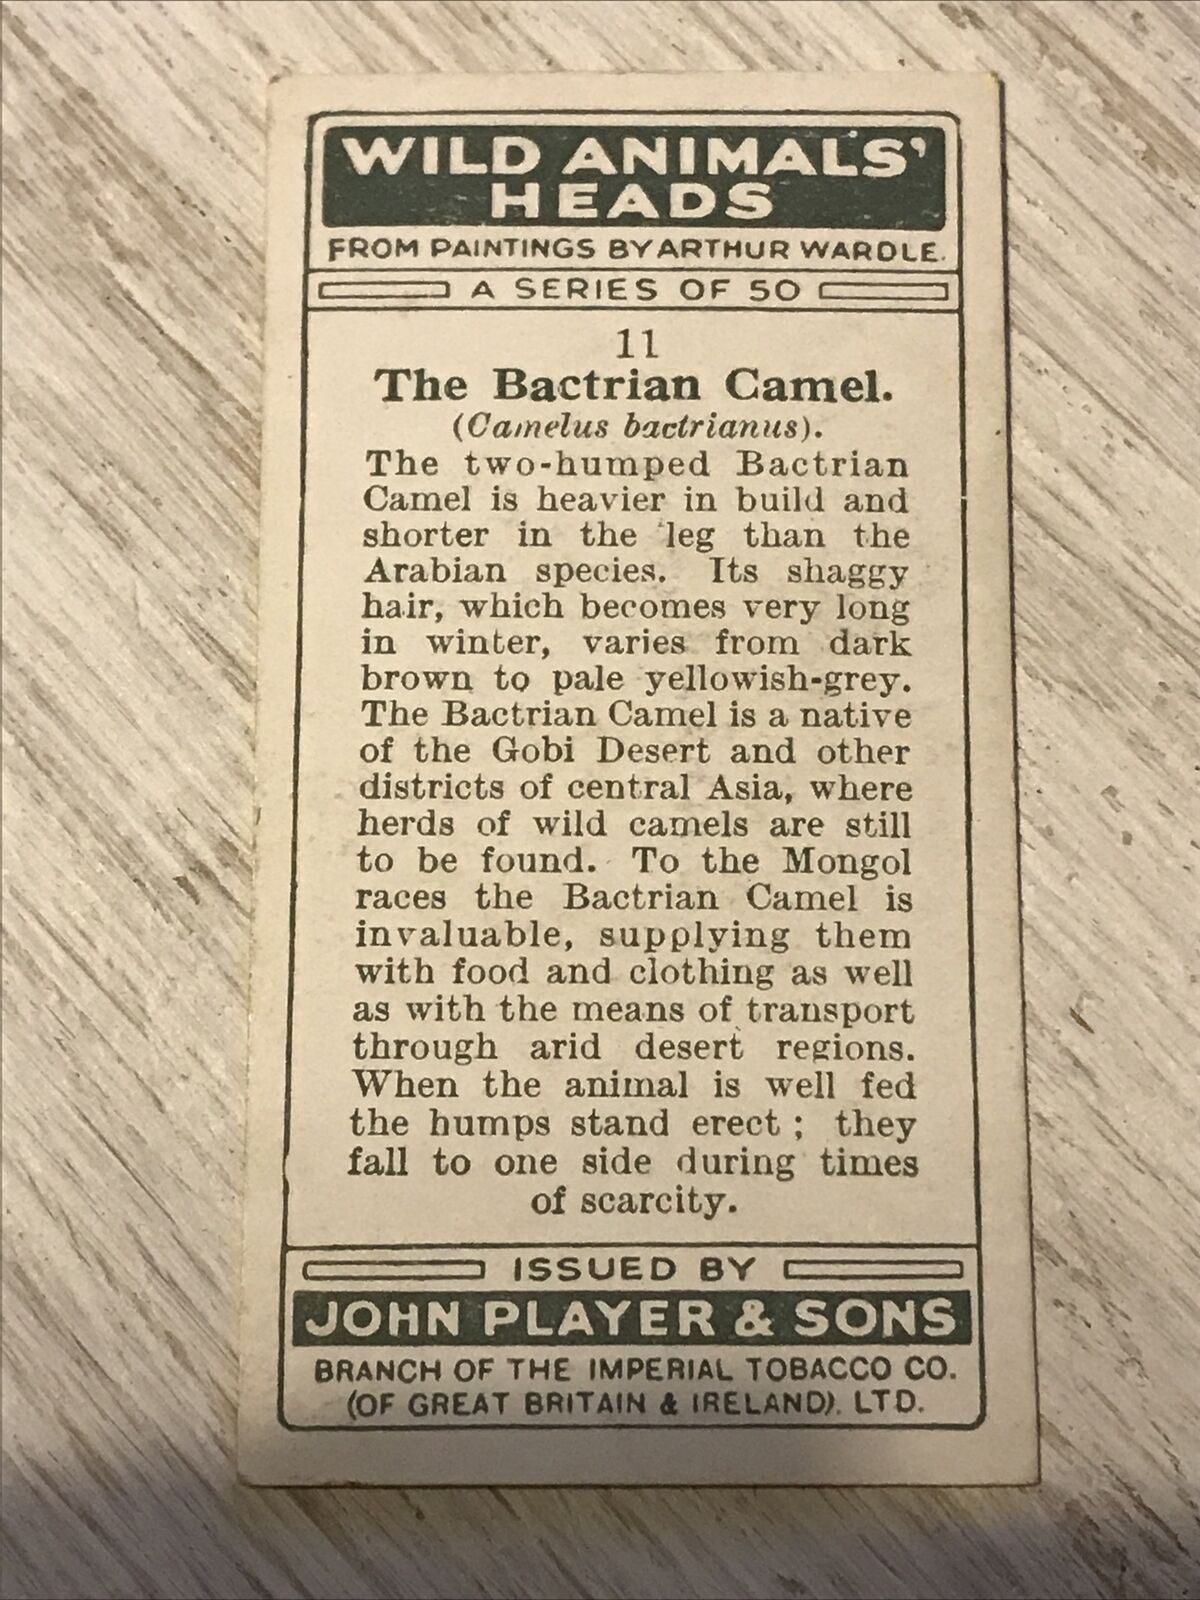 WILD ANIMALS'
HEADS
FROM PAINTINGS BY ARTHUR WARDLE.
A SERIES OF 50
11
The Bactrian Camel.
(Camelus bactrianus).
The two-humped Bactrian
Camel is heavier in build and
shorter in the leg than the
Arabian species. Its shaggy
hair, which becomes very long
in winter, varies from dark
brown to pale yellowish-grey.
The Bactrian Camel is a native
of the Gobi Desert and other
districts of central Asia, where
herds of wild camels are still
to be found. To the Mongol
races the Bactrian Camel is
invaluable, supplying them
with food and clothing as well
as with the means of transport
through arid desert regions.
When the animal is well fed
the humps stand erect ; they
fall to one side during times
of scarcity.
ISSUED BY
JOHN PLAYER & SONS
BRANCH OF THE IMPERIAL TOBACCO CO.
(OF GREAT BRITAIN & IRELAND). LTD.